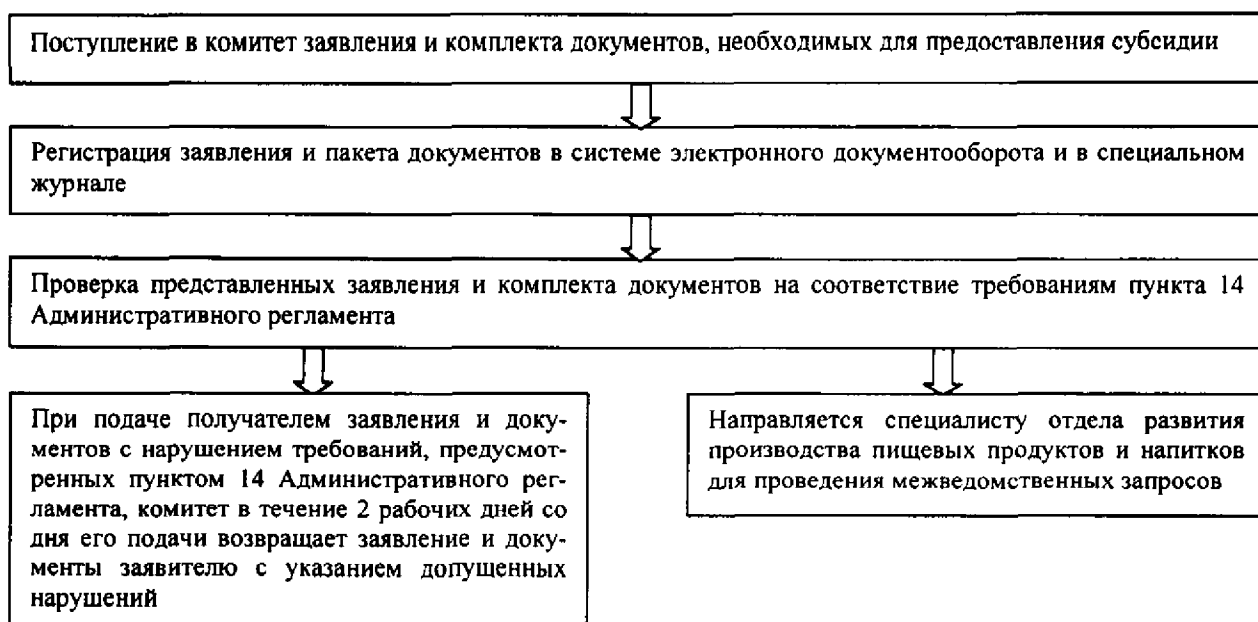 Поступление в комитет заявления и комплекта документов, необходимых для предоставления субсидии
Регистрация заявления и пакета документов в системе электронного документооборота и в специальном
журнале
Проверка представленных заявления и комплекта документов на соответствие требованиям пункта 14
Административного регламента
При подаче получателем заявления и доку-
ментов с нарушением требований, предусмот-
ренных пунктом 14 Административного рег-
ламента, комитет в течение 2 рабочих дней со
дня его подачи возвращает заявление и доку-
менты заявителю с указанием допущенных
нарушений
Направляется специалисту отдела развития
производства пищевых продуктов и напитков
для проведения межведомственных запросов